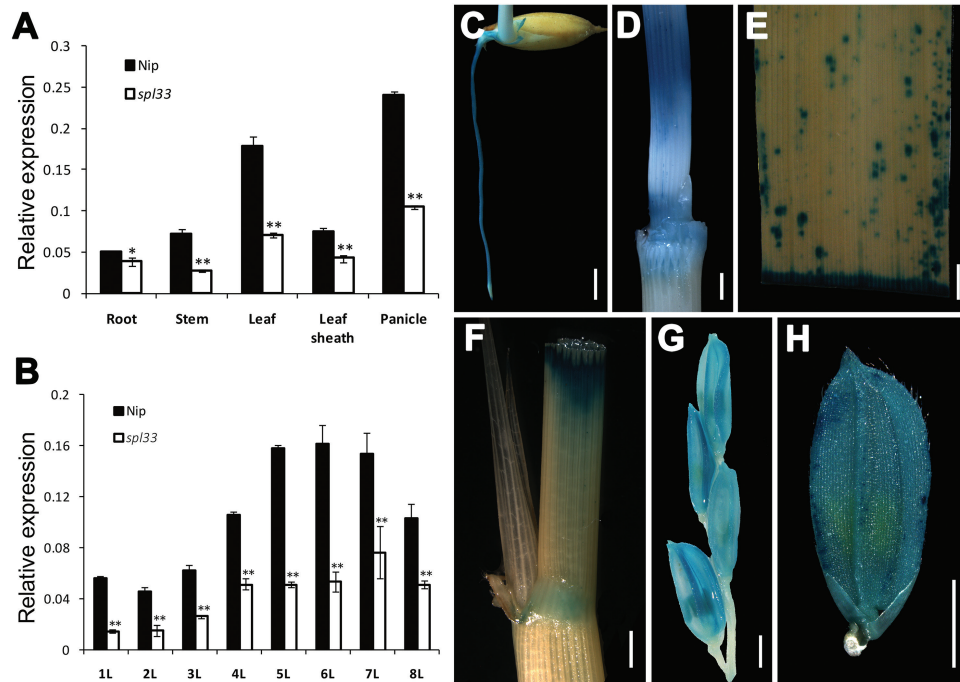 A
Relative expression
0.3
0.25
0.2
0.15
0.1
0.05
0
Nip
spl33
*
**
**
**
**
Root Stem Leaf Leaf sheath Panicle
B
Relative expression
0.2
0.16
0.12
0.08
0.04
0
Nip
spl33
**
**
**
**
**
**
**
**
1L 2L 3L 4L 5L 6L 7L 8L
C
D
E
F
G
H